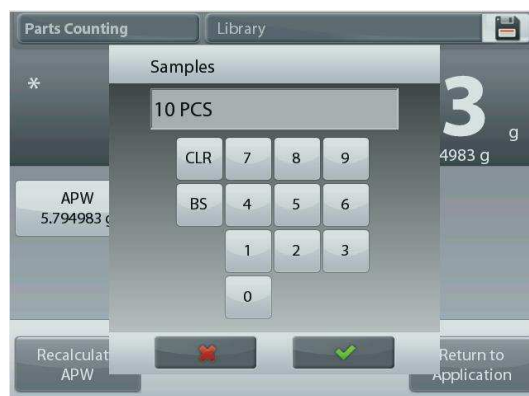 Parts Counting
Library
Samples
*
10 PCS
3
g
4983 g
CLR
7
8
9
APW
5.794983 g
BS
4
5
6
1
2
3
0
Recalculat
APW
Return to
Application